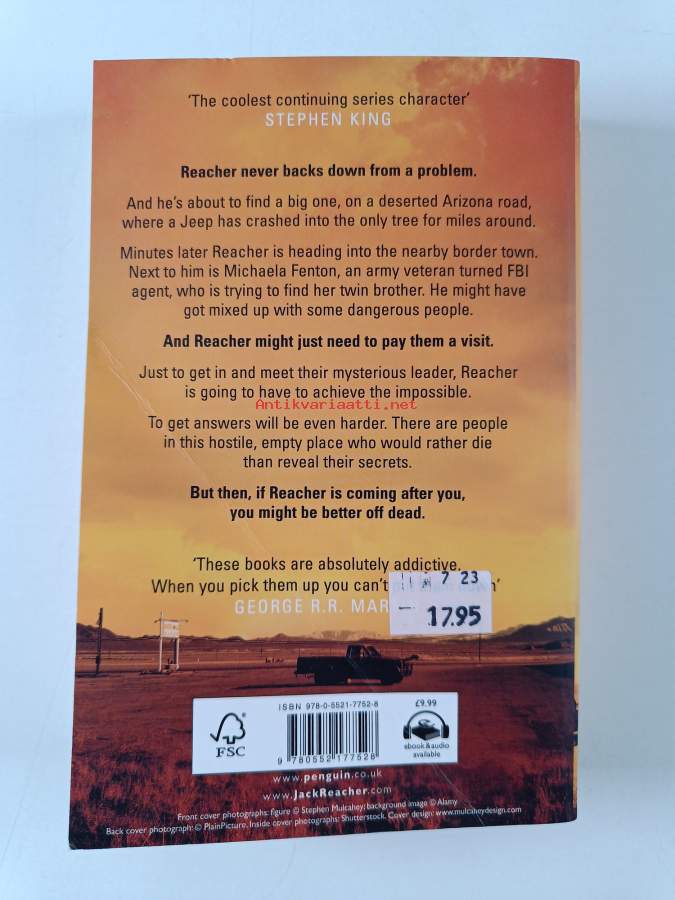 ‘The coolest continuing series character’
STEPHEN KING
Reacher never backs down from a problem.
And he’s about to find a big one, on a deserted Arizona road,
where a Jeep has crashed into the only tree for miles around.
Minutes later Reacher is heading into the nearby border town.
Next to him is Michaela Fenton, an army veteran turned FBI
agent, who is trying to find her twin brother. He might have
got mixed up with some dangerous people.
And Reacher might just need to pay them a visit.
Just to get in and meet their mysterious leader, Reacher
is going to have to achieve the impossible.
Antikvariaatti.net
To get answers will be even harder. There are people
in this hostile, empty place who would rather die
than reveal their secrets.
But then, if Reacher is coming after you,
you might be better off dead.
‘These books are absolutely addictive.
When you pick them up you can’t
GEORGE R.R. MAR
7 23
17.95
ISBN 978-0-5521-7752-8
£9.99
FSC
9 780552 177528
ebook & audio
available
www.penguin.co.uk
www.JackReacher.com
Front cover photographs: figure © Stephen Mulcahey; background image © Alamy
Back cover photograph: © PlainPicture. Inside cover photographs: Shutterstock. Cover design: www.mulcaheydesign.com